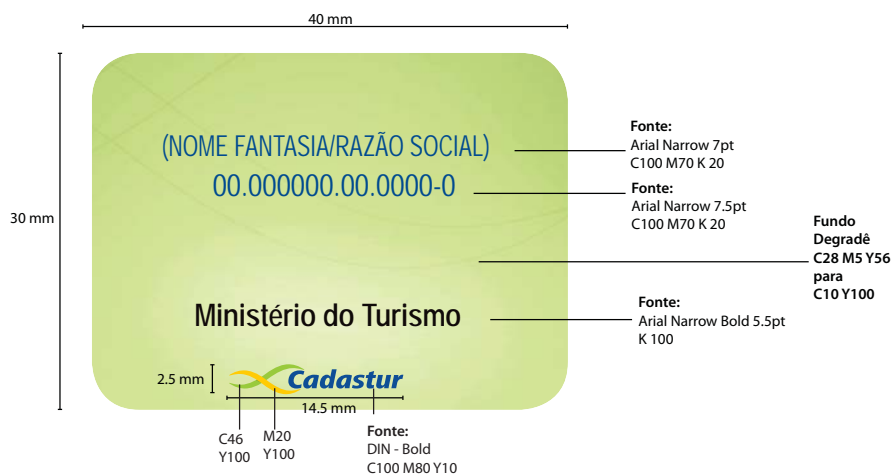 40 mm
30 mm
(NOME FANTASIA/RAZÃO SOCIAL)
00.000000.00.0000-0
Ministério do Turismo
Cadastur
2.5 mm
14.5 mm
C46
Y100
M20
Y100
Fonte:
DIN - Bold
C100 M80 Y10
Fonte:
Arial Narrow 7pt
C100 M70 K 20
Fonte:
Arial Narrow 7.5pt
C100 M70 K 20
Fundo
Degradê
C28 M5 Y56
para
C10 Y100
Fonte:
Arial Narrow Bold 5.5pt
K 100